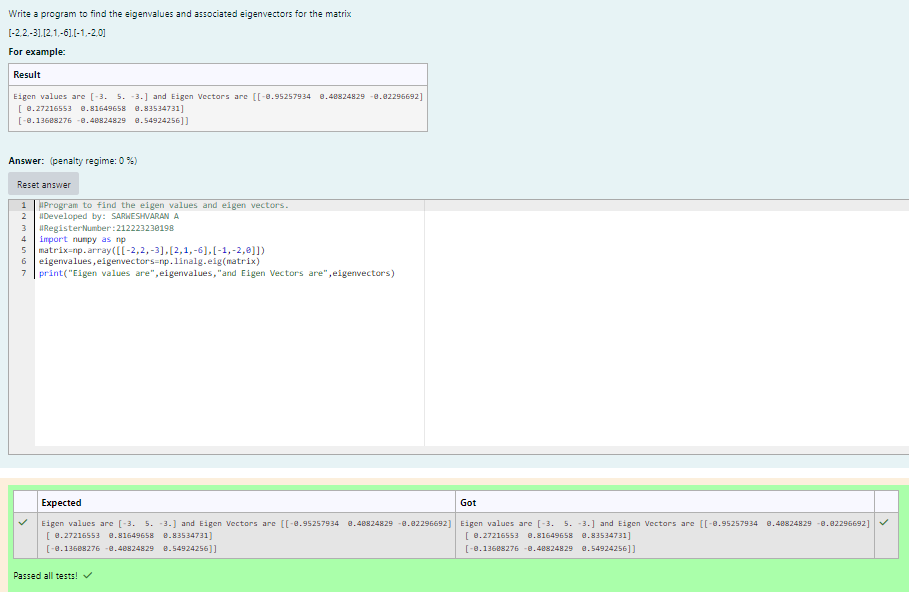 Write a program to find the eigenvalues and associated eigenvectors for the matrix
[-2,2,-3],[2,1,-6],[-1,-2,0]
For example:
Result
Eigen values are [-3.  5. -3.] and Eigen Vectors are [[-0.95257934  0.40824829 -0.02296692]
[ 0.27216553  0.81649658  0.83534731]
[-0.13608276 -0.40824829  0.54924256]]
Answer: (penalty regime: 0 %)
Reset answer
1 #Program to find the eigen values and eigen vectors.
2 #Developed by: SARWESHVARAN A
3 #RegisterNumber:212223230198
4 import numpy as np
5 matrix=np.array([[-2,2,-3],[2,1,-6],[-1,-2,0]])
6 eigenvalues,eigenvectors=np.linalg.eig(matrix)
7 print("Eigen values are",eigenvalues,"and Eigen Vectors are",eigenvectors)
Expected Got
Eigen values are [-3.  5. -3.] and Eigen Vectors are [[-0.95257934  0.40824829 -0.02296692] Eigen values are [-3.  5. -3.] and Eigen Vectors are [[-0.95257934  0.40824829 -0.02296692]
[ 0.27216553  0.81649658  0.83534731] [ 0.27216553  0.81649658  0.83534731]
[-0.13608276 -0.40824829  0.54924256]] [-0.13608276 -0.40824829  0.54924256]]
Passed all tests!